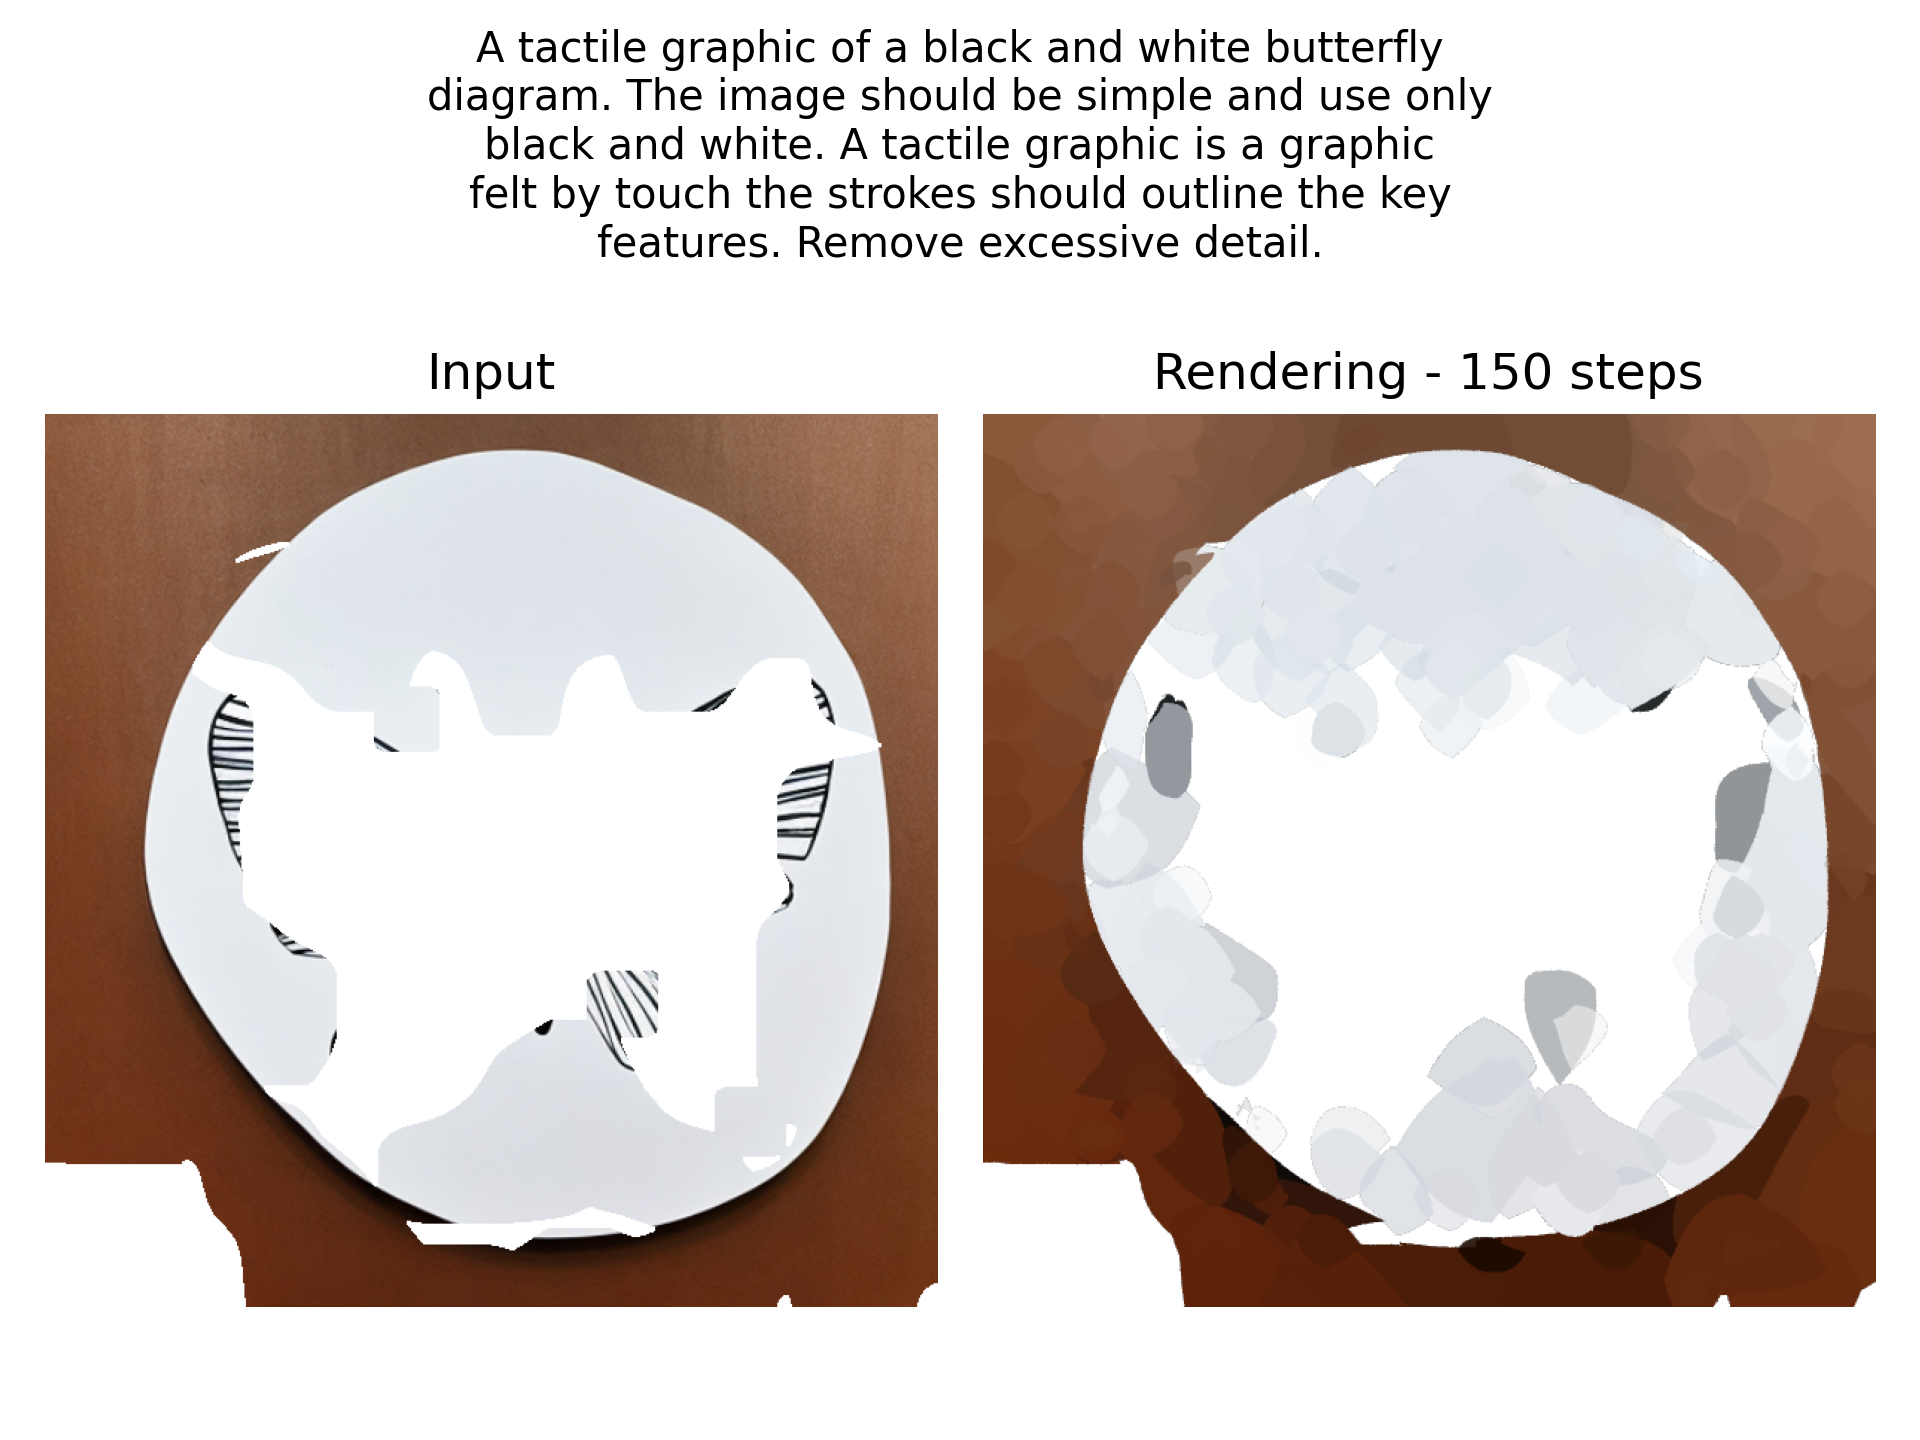 A tactile graphic of a black and white butterfly
diagram. The image should be simple and use only
black and white. A tactile graphic is a graphic
felt by touch the strokes should outline the key
features. Remove excessive detail.
Input
Rendering - 150 steps